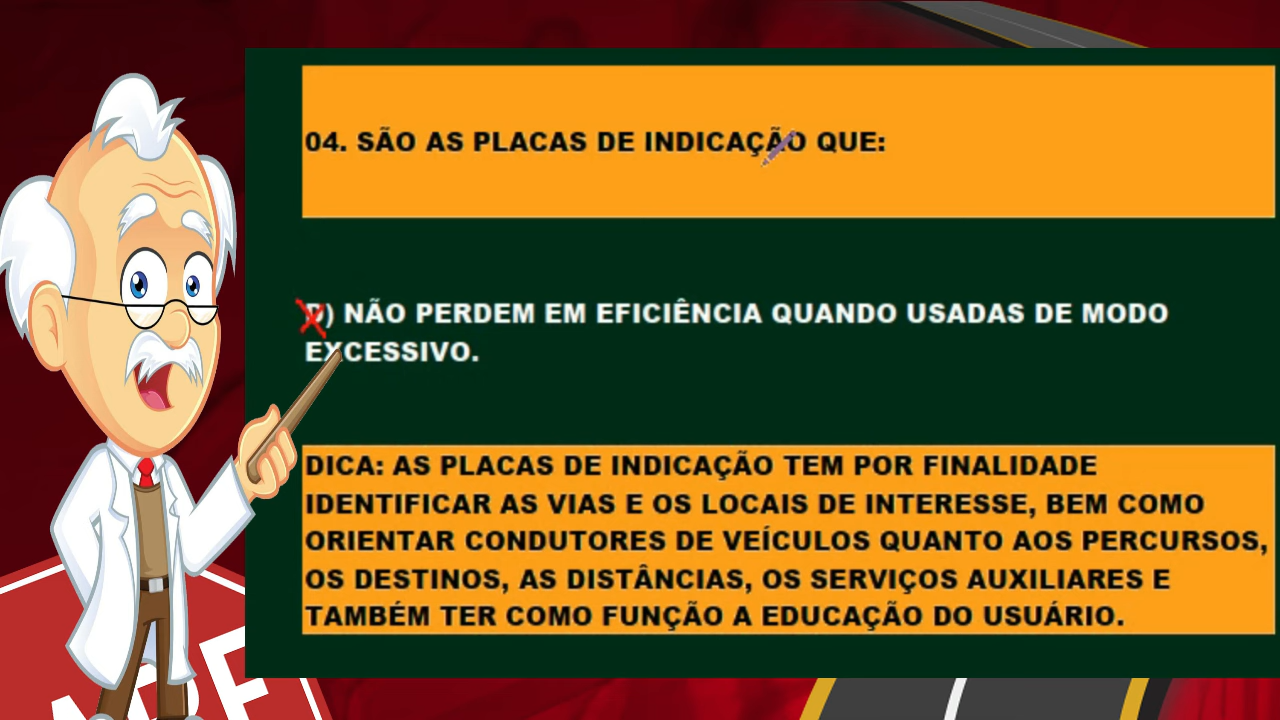 04. SÃO AS PLACAS DE INDICAÇÃO QUE:
D) NÃO PERDEM EM EFICIÊNCIA QUANDO USADAS DE MODO
EXCESSIVO.
DICA: AS PLACAS DE INDICAÇÃO TEM POR FINALIDADE
IDENTIFICAR AS VIAS E OS LOCAIS DE INTERESSE, BEM COMO
ORIENTAR CONDUTORES DE VEÍCULOS QUANTO AOS PERCURSOS,
OS DESTINOS, AS DISTÂNCIAS, OS SERVIÇOS AUXILIARES E
TAMBÉM TER COMO FUNÇÃO A EDUCAÇÃO DO USUÁRIO.